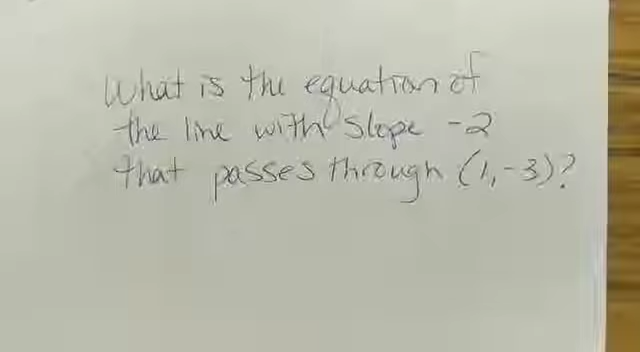 What is the equation of
the line with slope -2
that passes through (1,-3)?